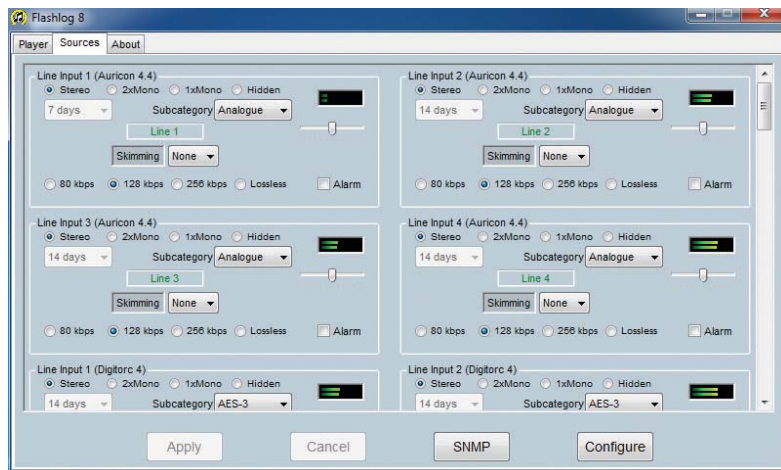 Flashlog 8
Player Sources About
Line Input 1 (Auricon 4.4)
Stereo 2xMono 1xMono Hidden
7 days Subcategory Analogue
Line 1
Skimming None
80 kbps 128 kbps 256 kbps Lossless Alarm
Line Input 2 (Auricon 4.4)
Stereo 2xMono 1xMono Hidden
14 days Subcategory Analogue
Line 2
Skimming None
80 kbps 128 kbps 256 kbps Lossless Alarm
Line Input 3 (Auricon 4.4)
Stereo 2xMono 1xMono Hidden
14 days Subcategory Analogue
Line 3
Skimming None
80 kbps 128 kbps 256 kbps Lossless Alarm
Line Input 4 (Auricon 4.4)
Stereo 2xMono 1xMono Hidden
14 days Subcategory Analogue
Line 4
Skimming None
80 kbps 128 kbps 256 kbps Lossless Alarm
Line Input 1 (Digitorc 4)
Stereo 2xMono 1xMono Hidden
14 days Subcategory AES-3
Line Input 2 (Digitorc 4)
Stereo 2xMono 1xMono Hidden
14 days Subcategory AES-3
Apply Cancel SNMP Configure